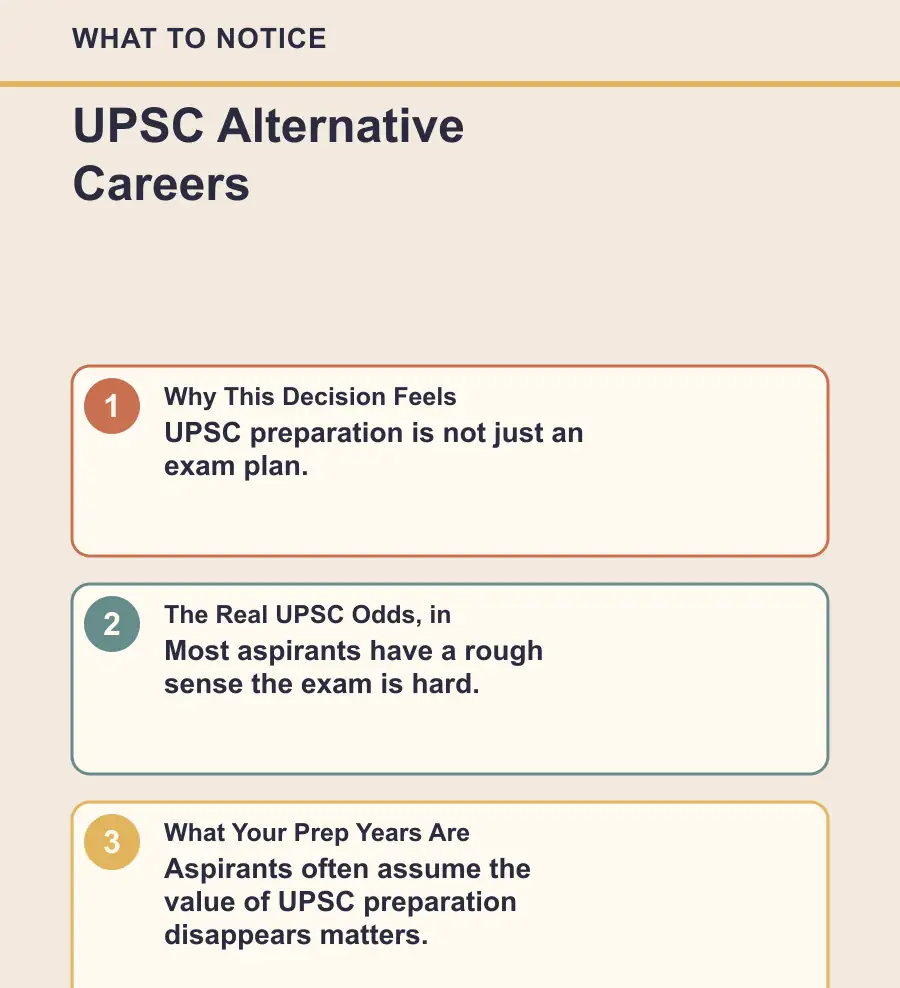 WHAT TO NOTICE
UPSC Alternative
Careers
1
Why This Decision Feels
UPSC preparation is not just an
exam plan.
2
The Real UPSC Odds, in
Most aspirants have a rough
sense the exam is hard.
3
What Your Prep Years Are
Aspirants often assume the
value of UPSC preparation
disappears matters.